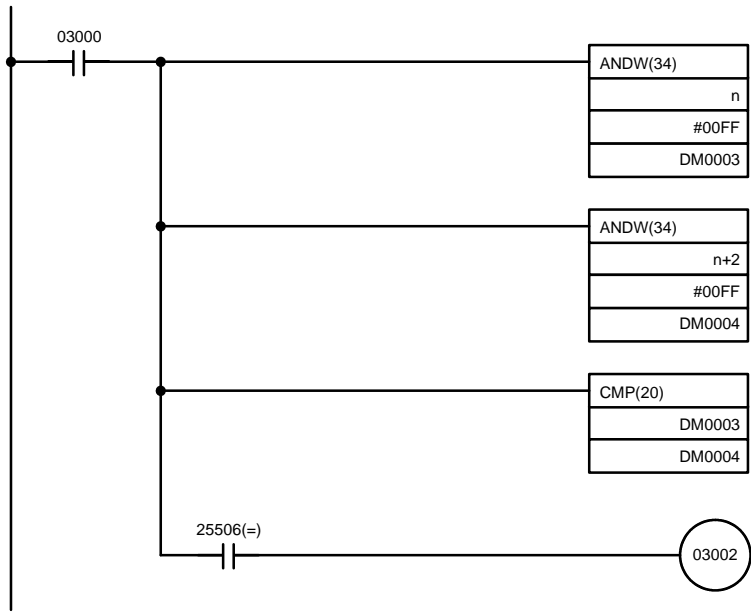 03000
ANDW(34)
n
#00FF
DM0003
ANDW(34)
n+2
#00FF
DM0004
CMP(20)
DM0003
DM0004
25506(=)
03002